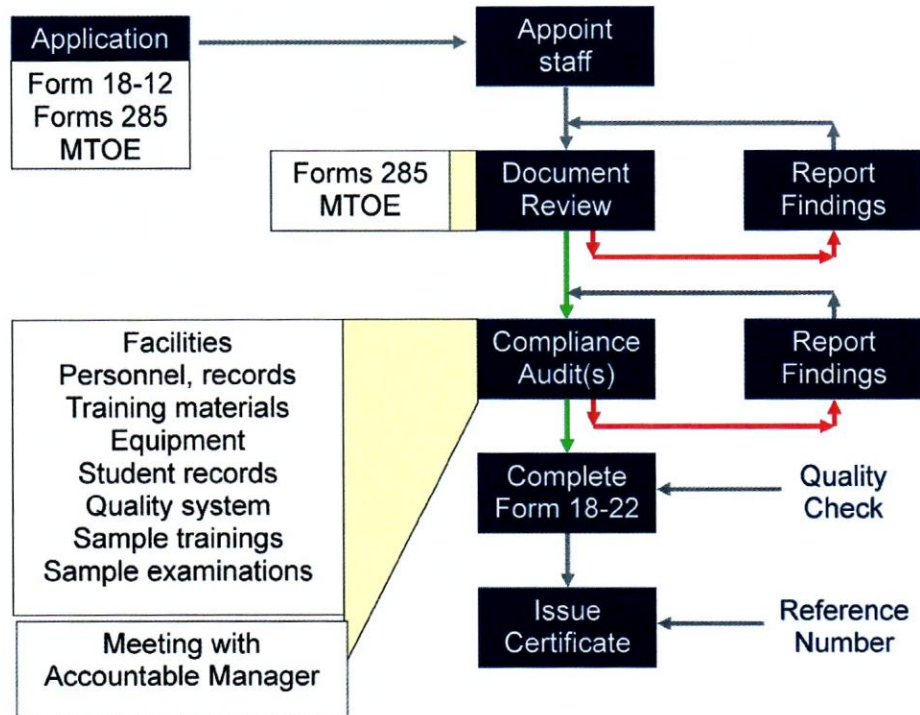 Application
Form 18-12
Forms 285
MTOE
Appoint
staff
Forms 285
MTOE
Document
Review
Report
Findings
Facilities
Personnel, records
Training materials
Equipment
Student records
Quality system
Sample trainings
Sample examinations
Meeting with
Accountable Manager
Compliance
Audit(s)
Report
Findings
Complete
Form 18-22
Quality
Check
Issue
Certificate
Reference
Number